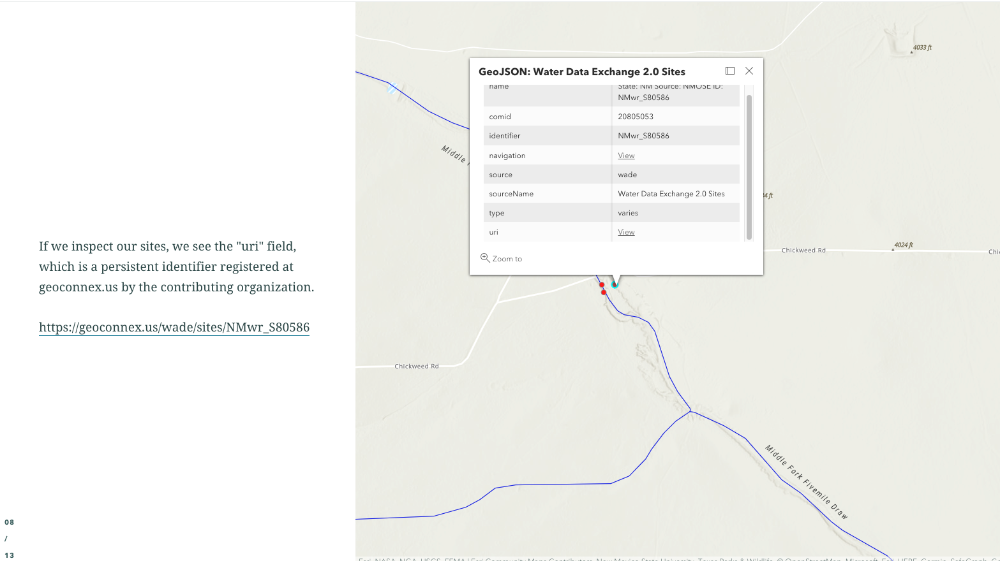 If we inspect our sites, we see the "uri" field,
which is a persistent identifier registered at
geoconnex.us by the contributing organization.
https://geoconnex.us/wade/sites/NMwr_S80586
08
/
13
4033 ft
GeoJSON: Water Data Exchange 2.0 Sites
name State: NM Source: NMOSE ID:
NMwr_S80586
comid 20805053
identifier NMwr_S80586
navigation View
source wade
sourceName Water Data Exchange 2.0 Sites
type varies
uri View
Zoom to
Middle
4 ft
Chickweed Rd
4024 ft
Chi
Chickweed Rd
Middle Fork Fivemile Draw
Esri, NASA, NGA, USGS, FEMA | Esri Community Maps Contributors, New Mexico State University, Texas Parks & Wildlife, © OpenStreetMap, Microsoft, Esri, HERE, Garmin, SafeGraph, G